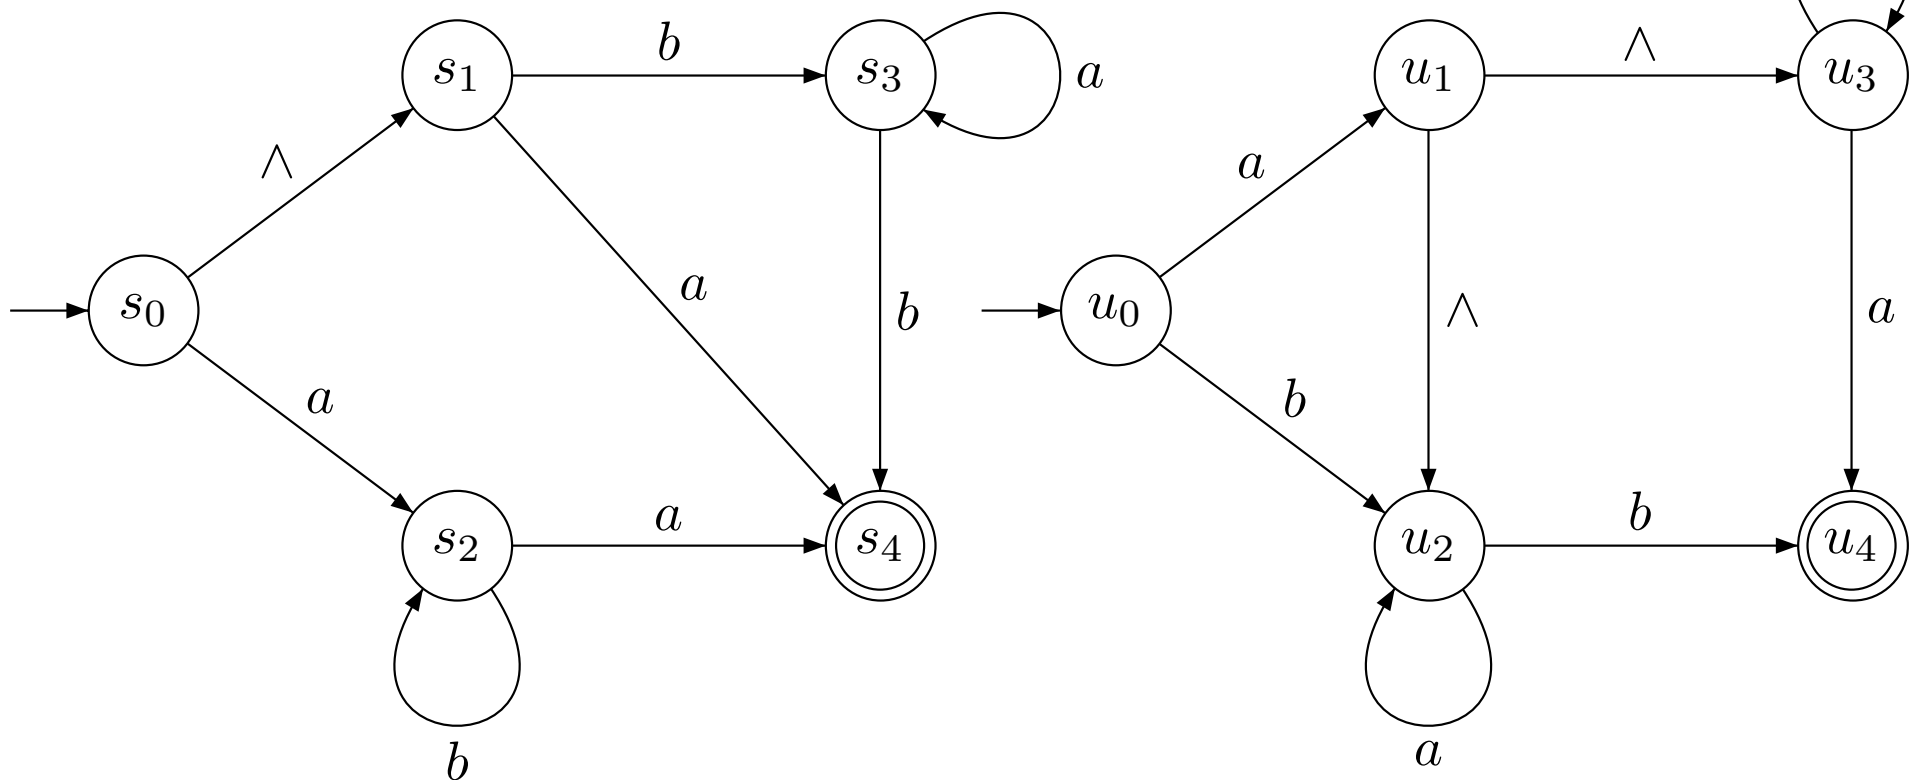 s₁ b s₃ a
∧
a
s₀ a b
a
s₂ a s₄
b
u₁ ∧ u₃
a
u₀ ∧ a
b
u₂ b u₄
a